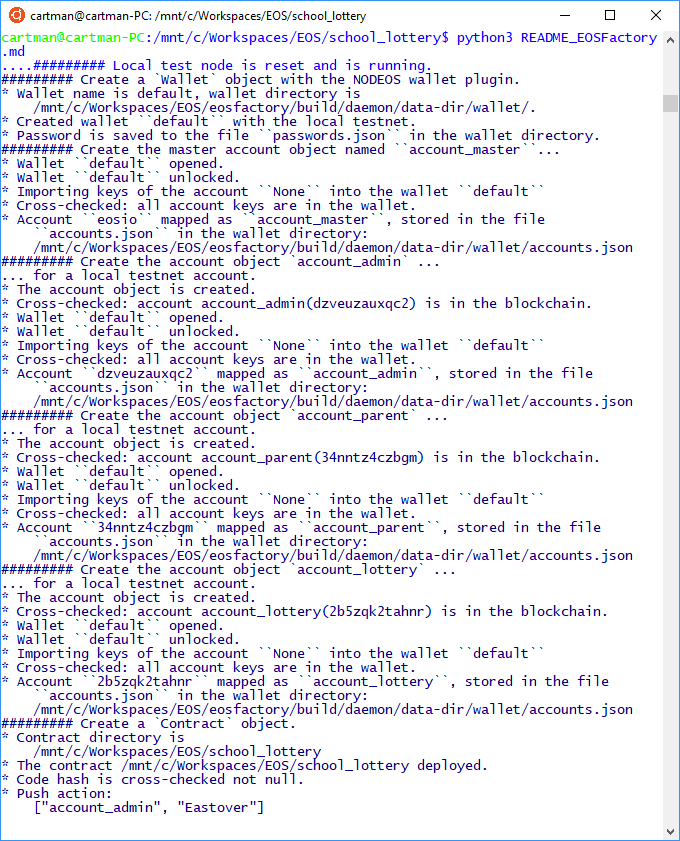 cartman@cartman-PC: /mnt/c/Workspaces/EOS/school_lottery
cartman@cartman-PC:/mnt/c/Workspaces/EOS/school_lottery$ python3 README_EOSFactory
.md
....######### Local test node is reset and is running.
######### Create a `Wallet` object with the NODEOS wallet plugin.
* Wallet name is default, wallet directory is
    /mnt/c/Workspaces/EOS/eosfactory/build/daemon/data-dir/wallet/.
* Created wallet ``default`` with the local testnet.
* Password is saved to the file ``passwords.json`` in the wallet directory.
######### Create the master account object named ``account_master``...
* Wallet ``default`` opened.
* Wallet ``default`` unlocked.
* Importing keys of the account ``None`` into the wallet ``default``
* Cross-checked: all account keys are in the wallet.
* Account ``eosio`` mapped as ``account_master``, stored in the file
    ``accounts.json`` in the wallet directory:
    /mnt/c/Workspaces/EOS/eosfactory/build/daemon/data-dir/wallet/accounts.json
######### Create the account object `account_admin` ...
... for a local testnet account.
* The account object is created.
* Cross-checked: account account_admin(dzveuzauxqc2) is in the blockchain.
* Wallet ``default`` opened.
* Wallet ``default`` unlocked.
* Importing keys of the account ``None`` into the wallet ``default``
* Cross-checked: all account keys are in the wallet.
* Account ``dzveuzauxqc2`` mapped as ``account_admin``, stored in the file
    ``accounts.json`` in the wallet directory:
    /mnt/c/Workspaces/EOS/eosfactory/build/daemon/data-dir/wallet/accounts.json
######### Create the account object `account_parent` ...
... for a local testnet account.
* The account object is created.
* Cross-checked: account account_parent(34nntz4czbgm) is in the blockchain.
* Wallet ``default`` opened.
* Wallet ``default`` unlocked.
* Importing keys of the account ``None`` into the wallet ``default``
* Cross-checked: all account keys are in the wallet.
* Account ``34nntz4czbgm`` mapped as ``account_parent``, stored in the file
    ``accounts.json`` in the wallet directory:
    /mnt/c/Workspaces/EOS/eosfactory/build/daemon/data-dir/wallet/accounts.json
######### Create the account object `account_lottery` ...
... for a local testnet account.
* The account object is created.
* Cross-checked: account account_lottery(2b5zqk2tahnr) is in the blockchain.
* Wallet ``default`` opened.
* Wallet ``default`` unlocked.
* Importing keys of the account ``None`` into the wallet ``default``
* Cross-checked: all account keys are in the wallet.
* Account ``2b5zqk2tahnr`` mapped as ``account_lottery``, stored in the file
    ``accounts.json`` in the wallet directory:
    /mnt/c/Workspaces/EOS/eosfactory/build/daemon/data-dir/wallet/accounts.json
######### Create a `Contract` object.
* Contract directory is
    /mnt/c/Workspaces/EOS/school_lottery
* The contract /mnt/c/Workspaces/EOS/school_lottery deployed.
* Code hash is cross-checked not null.
* Push action:
    ["account_admin", "Eastover"]